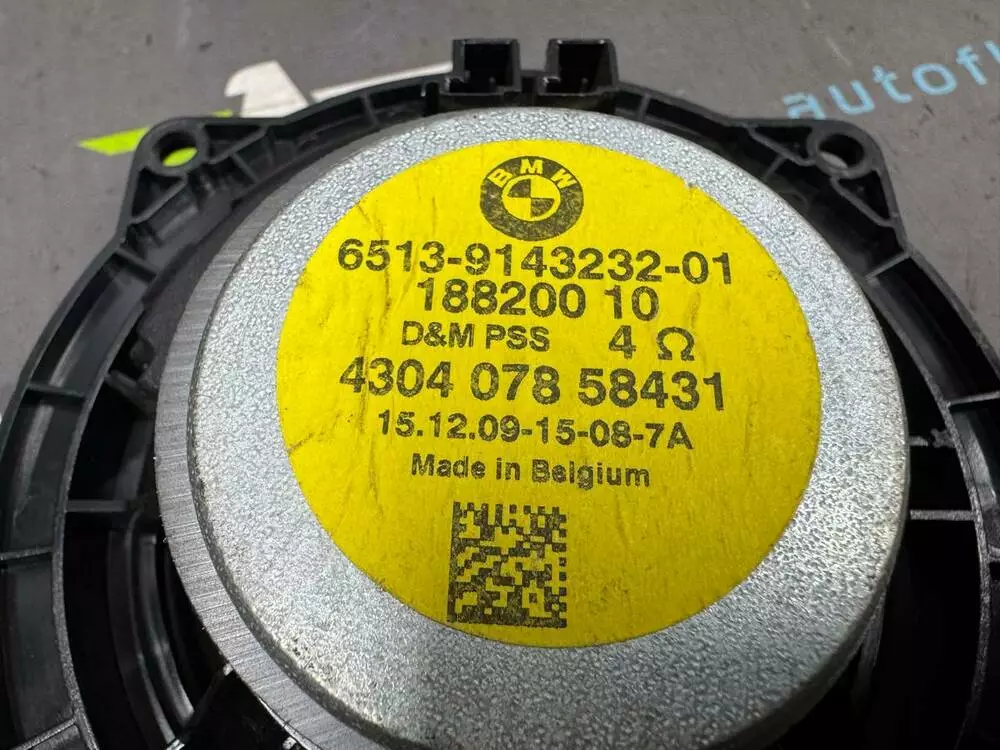 autofu
BMW
6513-9143232-01
188200 10
D&M PSS 4 Ω
4304 078 58431
15.12.09-15-08-7A
Made in Belgium